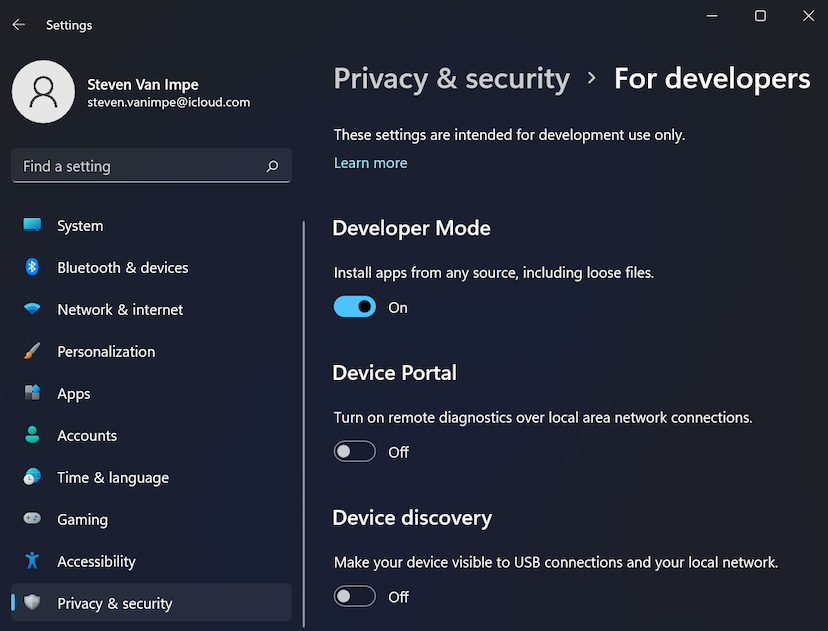 Settings
Steven Van Impe
steven.vanimpe@icloud.com
Find a setting
System
Bluetooth & devices
Network & internet
Personalization
Apps
Accounts
Time & language
Gaming
Accessibility
Privacy & security
Privacy & security > For developers
These settings are intended for development use only.
Learn more
Developer Mode
Install apps from any source, including loose files.
On
Device Portal
Turn on remote diagnostics over local area network connections.
Off
Device discovery
Make your device visible to USB connections and your local network.
Off